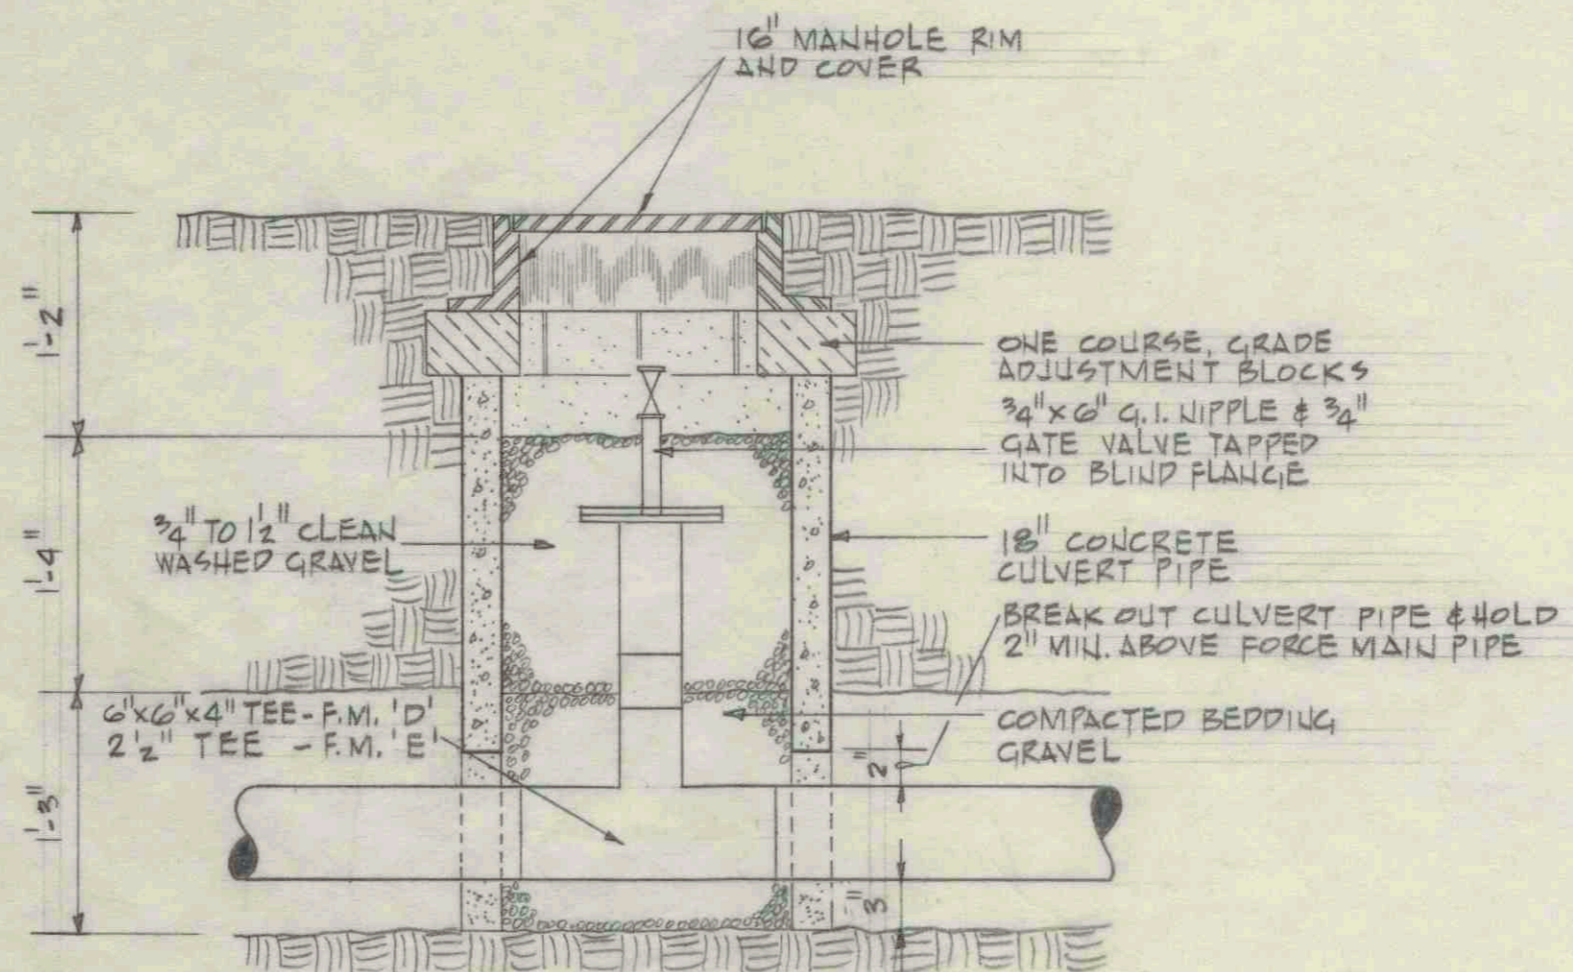 16" MANHOLE RIM
AND COVER
1'-2"
ONE COURSE, GRADE
ADJUSTMENT BLOCKS
3/4" x 6" G.I. NIPPLE & 3/4"
GATE VALVE TAPPED
INTO BLIND FLANGE
1'-4"
3/4" TO 1 1/2" CLEAN
WASHED GRAVEL
18" CONCRETE
CULVERT PIPE
BREAK OUT CULVERT PIPE & HOLD
2" MIN. ABOVE FORCE MAIN PIPE
6"x6"x4" TEE - F.M. 'D'
2 1/2" TEE - F.M. 'E'
COMPACTED BEDDING
GRAVEL
2"
1'-3"
3"